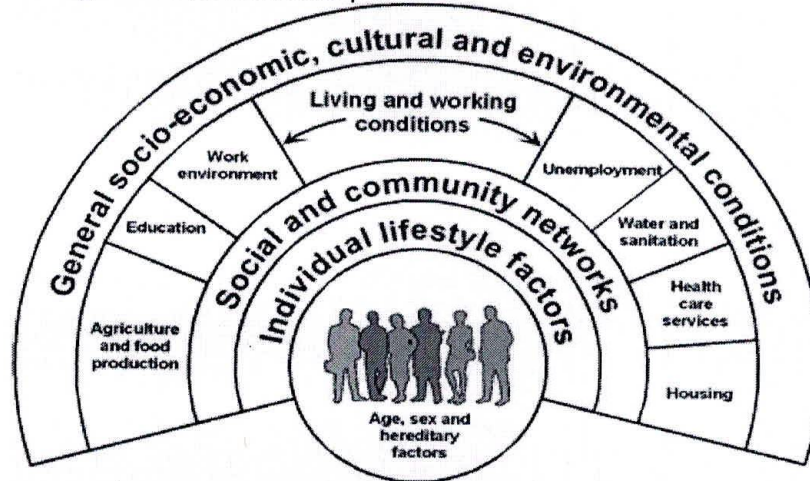 General socio-economic, cultural and environmental conditions
Living and working
conditions
Work
environment
Unemployment
Education
Water and
sanitation
Agriculture
and food
production
Health
care
services
Housing
Social and community networks
Individual lifestyle factors
Age, sex and
hereditary
factors